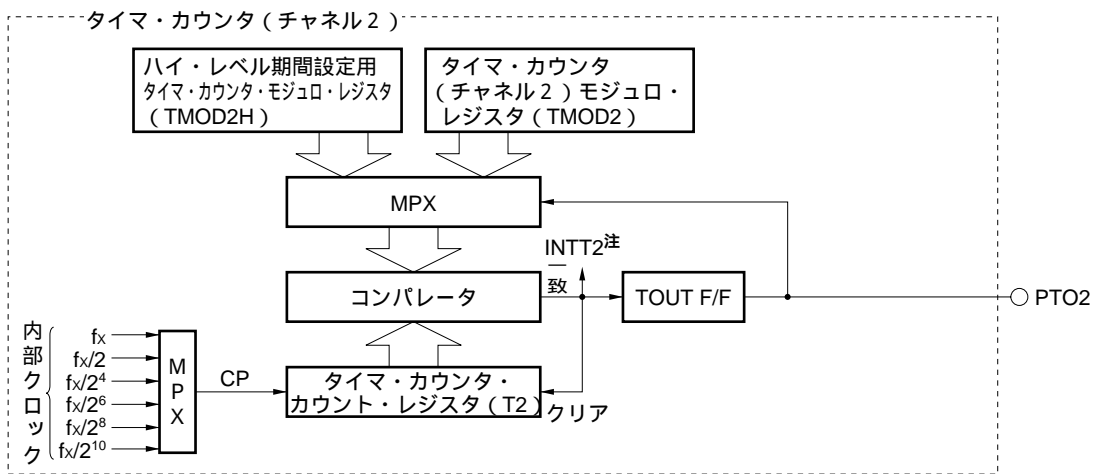 タイマ・カウンタ(チャネル2)
ハイ・レベル期間設定用
タイマ・カウンタ・モジュロ・レジスタ
(TMOD2H)
タイマ・カウンタ
(チャネル2)モジュロ・
レジスタ(TMOD2)
MPX
INTT2注
一致
コンパレータ
TOUT F/F
PTO2
内部クロック
fX
fX/2
fX/2⁴
fX/2⁶
fX/2⁸
fX/2¹⁰
MPX
CP
タイマ・カウンタ・
カウント・レジスタ(T2)
クリア